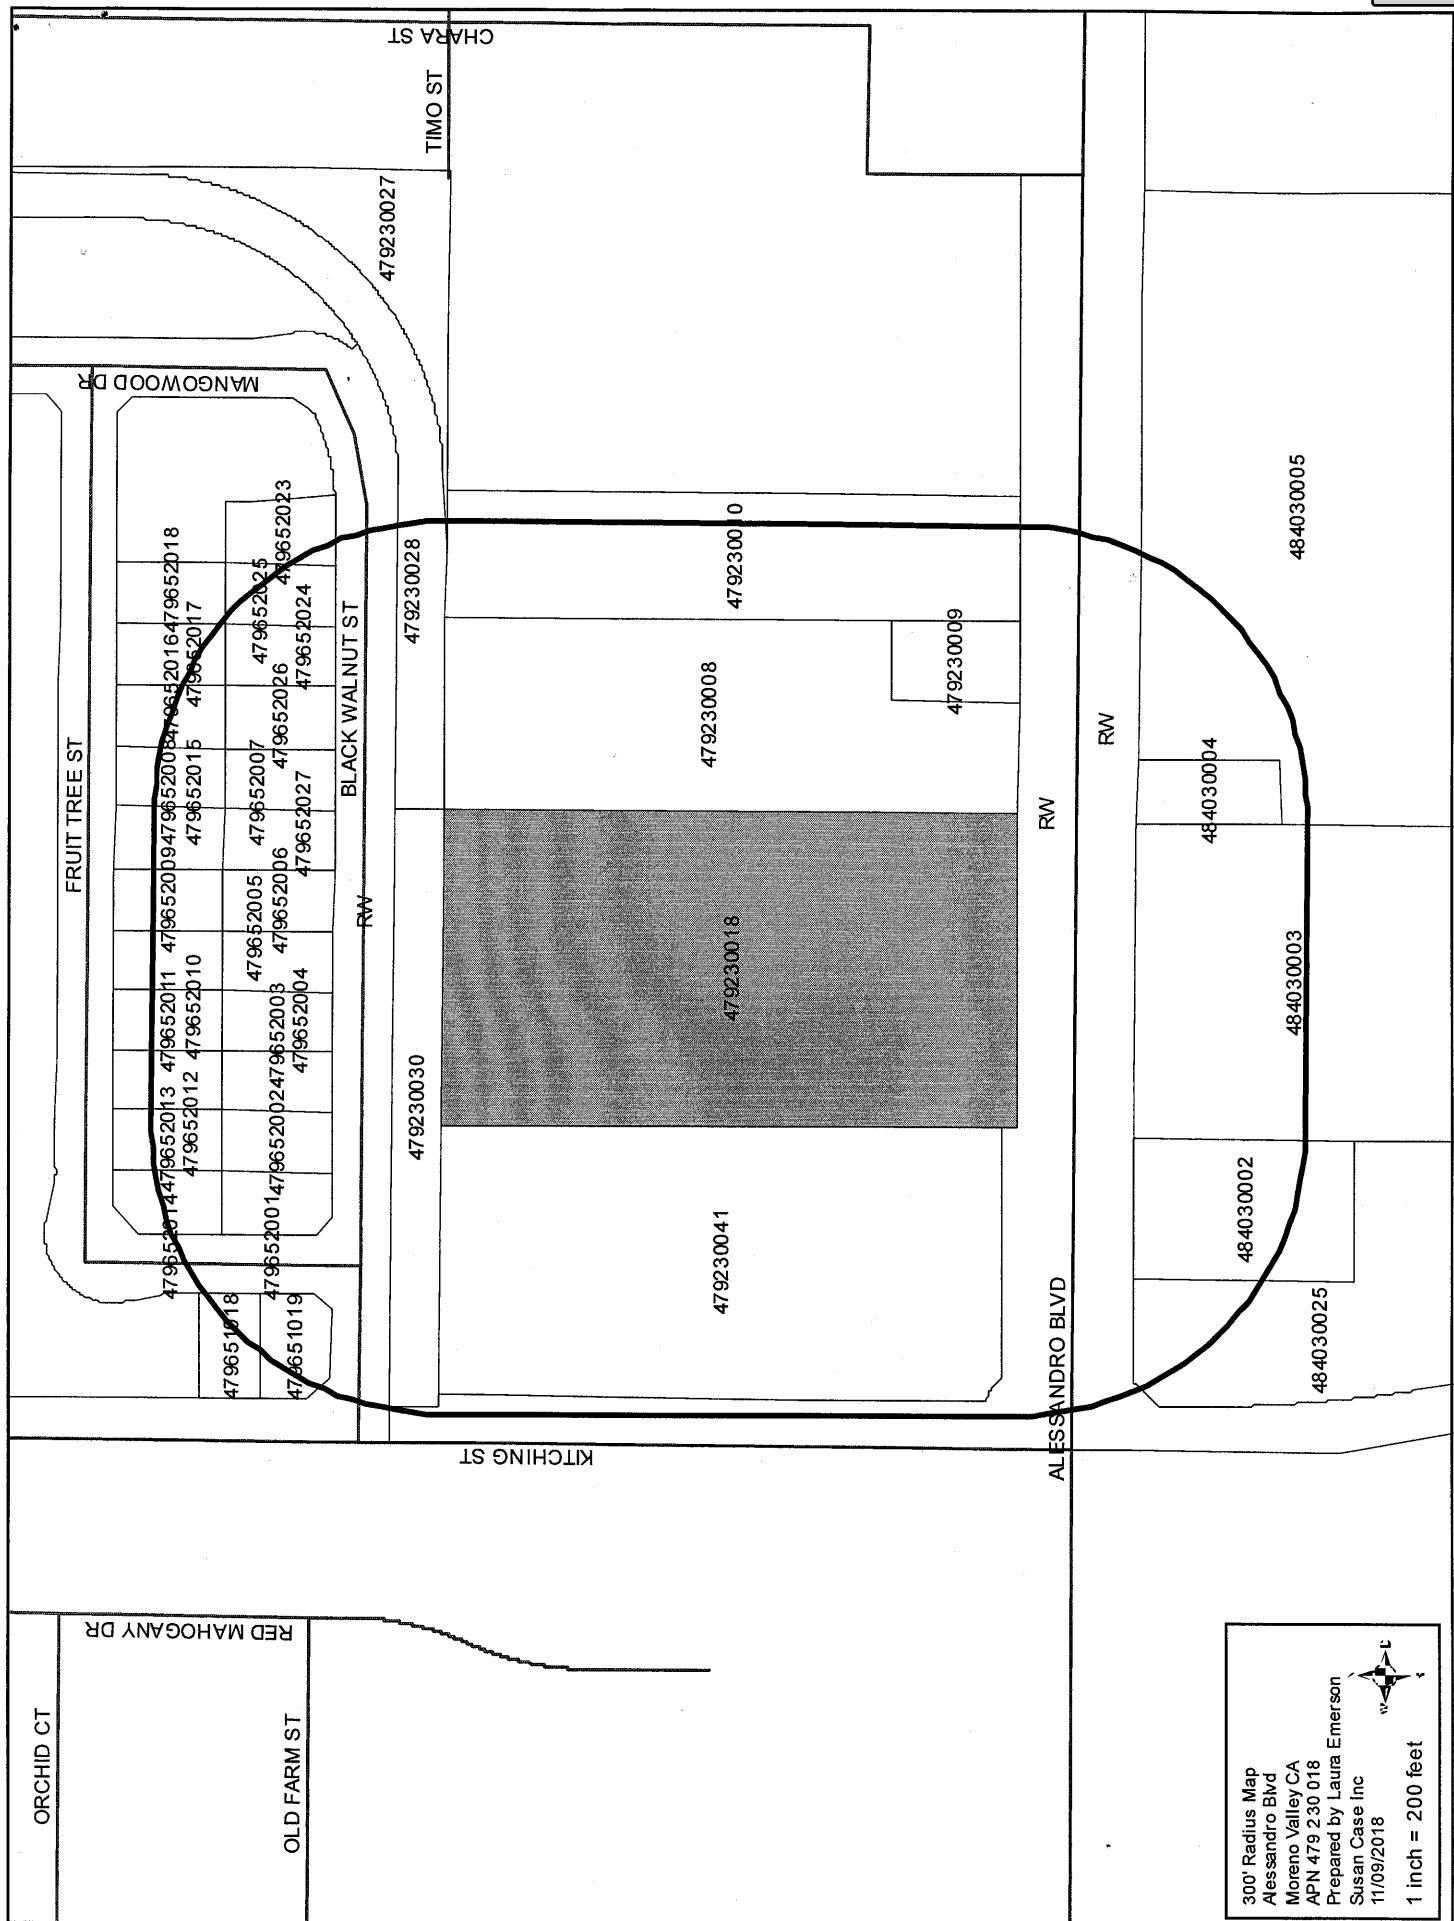 ORCHID CT
OLD FARM ST
RED MAHOGANY DR
KITCHING ST
FRUIT TREE ST
MANGOWOOD DR
BLACK WALNUT ST
CHARA ST
TIMO ST
ALESSANDRO BLVD
RW
RW
RW
479651018
479651019
479652014
479652013
479652012
479652011
479652010
479652009
479652008
479652015
479652016
479652017
479652018
479652001
479652002
479652003
479652004
479652005
479652006
479652007
479652027
479652026
479652025
479652024
479652023
479230030
479230028
479230027
479230041
479230018
479230008
479230009
479230010
484030025
484030002
484030003
484030004
484030005
300' Radius Map
Alessandro Blvd
Moreno Valley CA
APN 479 230 018
Prepared by Laura Emerson
Susan Case Inc
11/09/2018
1 inch = 200 feet